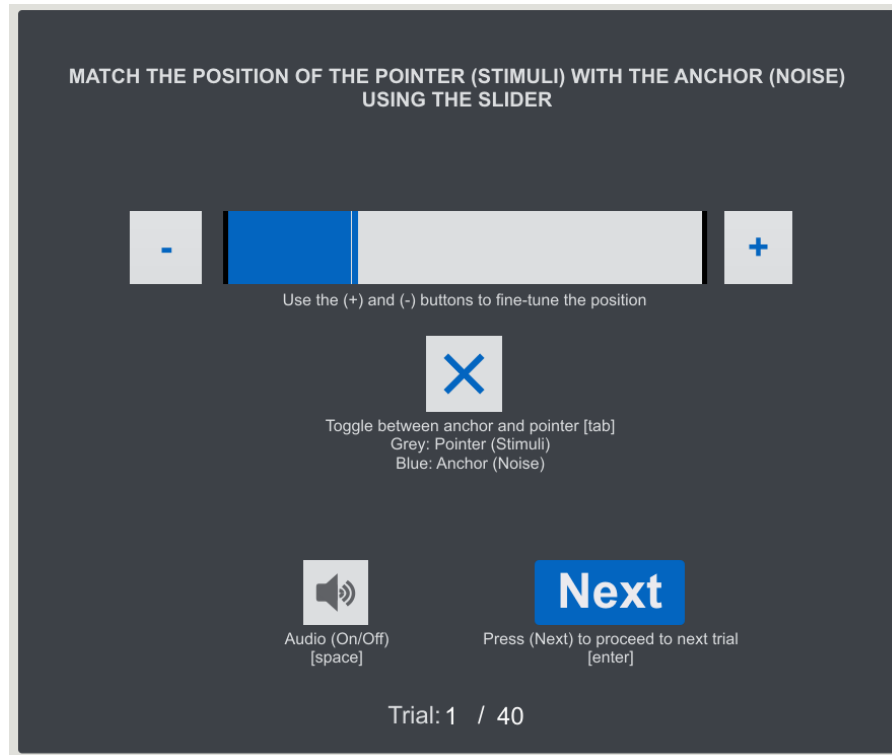 MATCH THE POSITION OF THE POINTER (STIMULI) WITH THE ANCHOR (NOISE)
USING THE SLIDER
- +
Use the (+) and (-) buttons to fine-tune the position
Toggle between anchor and pointer [tab]
Grey: Pointer (Stimuli)
Blue: Anchor (Noise)
Next
Audio (On/Off)
[space]
Press (Next) to proceed to next trial
[enter]
Trial: 1 / 40